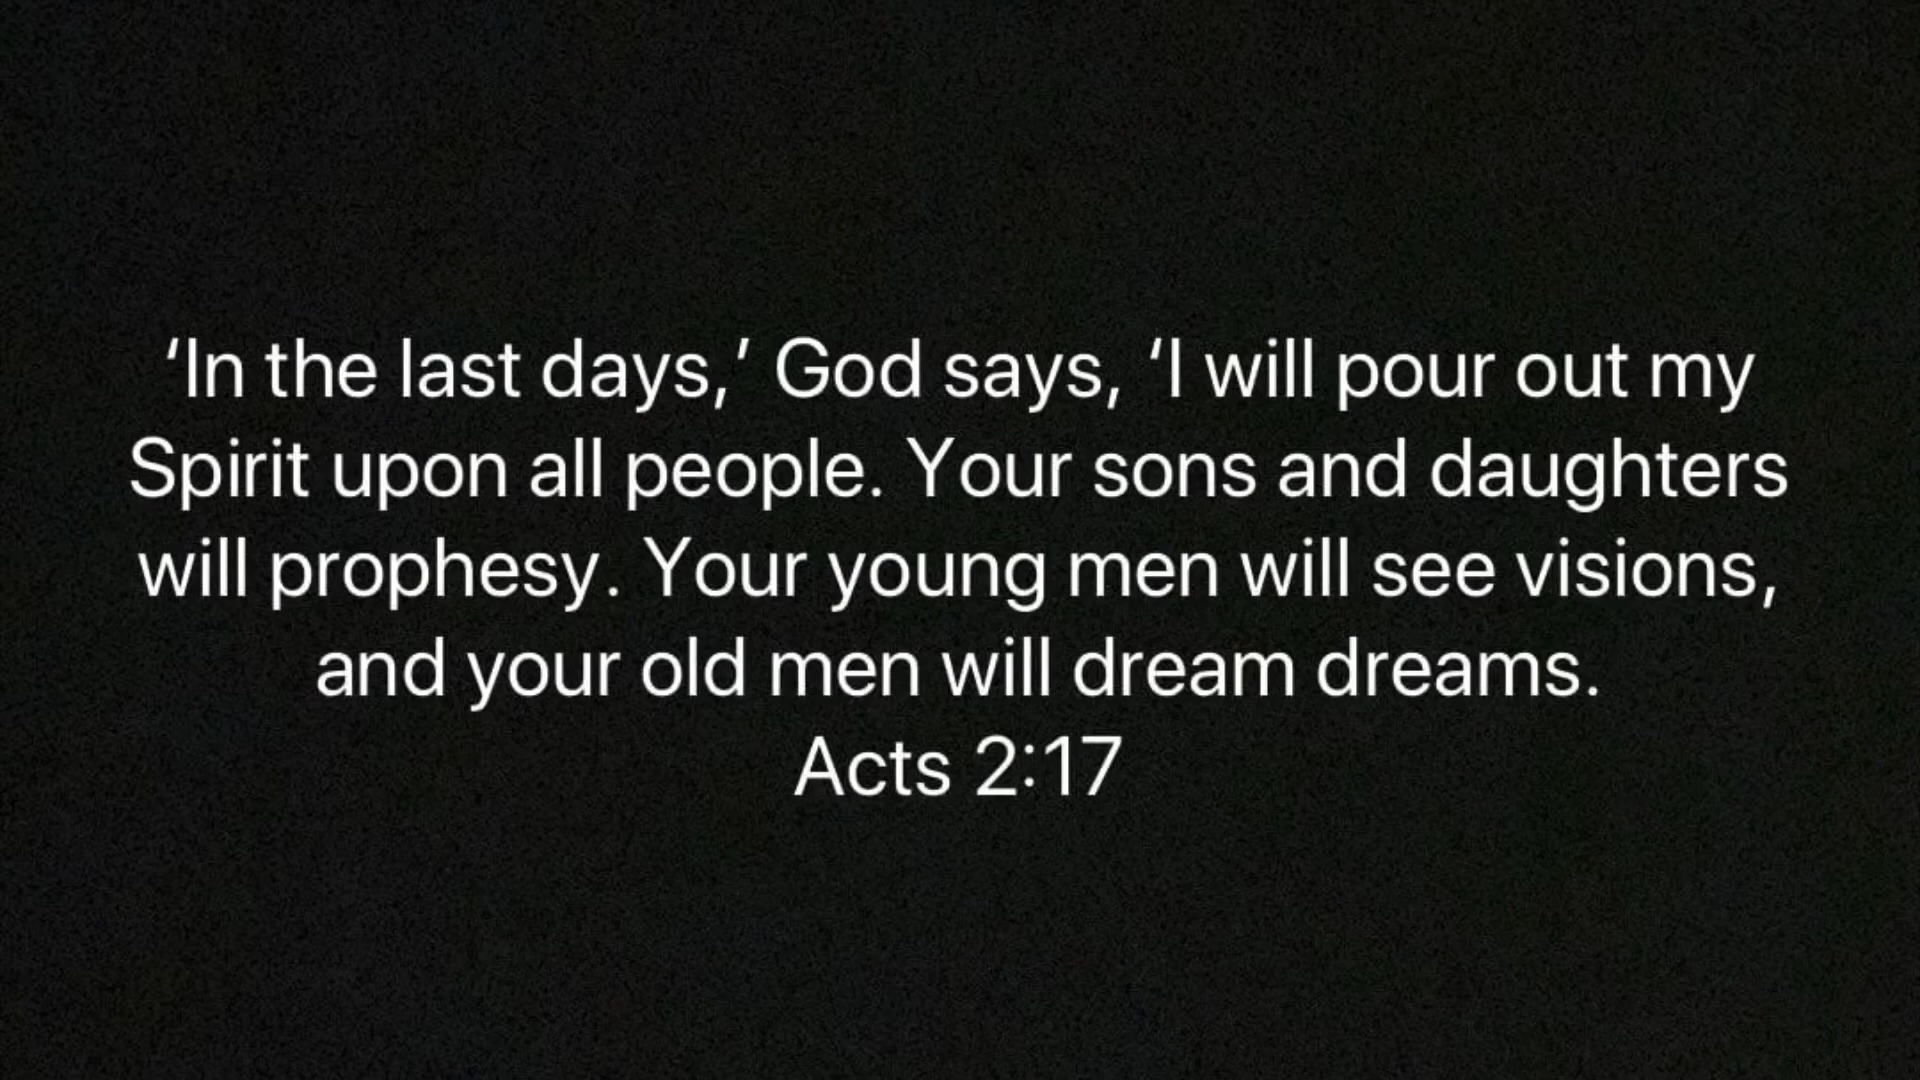 ‘In the last days,’ God says, ‘I will pour out my
Spirit upon all people. Your sons and daughters
will prophesy. Your young men will see visions,
and your old men will dream dreams.
Acts 2:17